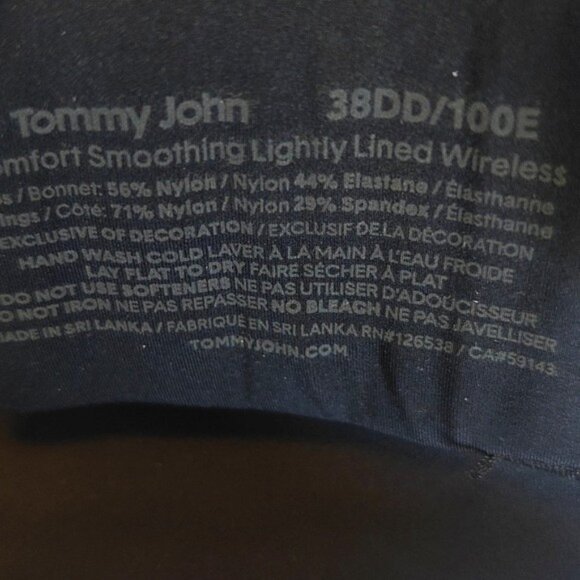 Tommy John 38DD/100E
Comfort Smoothing Lightly Lined Wireless
/ Bonnet: 56% Nylon / Nylon 44% Elastane / Élasthanne
/ Côté: 71% Nylon / Nylon 29% Spandex / Élasthanne
EXCLUSIVE OF DECORATION / EXCLUSIF DE LA DÉCORATION
HAND WASH COLD LAVER À LA MAIN À L'EAU FROIDE
LAY FLAT TO DRY FAIRE SÉCHER À PLAT
DO NOT USE SOFTENERS NE PAS UTILISER D'ADOUCISSEUR
DO NOT IRON NE PAS REPASSER NO BLEACH NE PAS JAVELLISER
MADE IN SRI LANKA / FABRIQUÉ EN SRI LANKA RN#126538 / CA#59143
TOMMYJOHN.COM